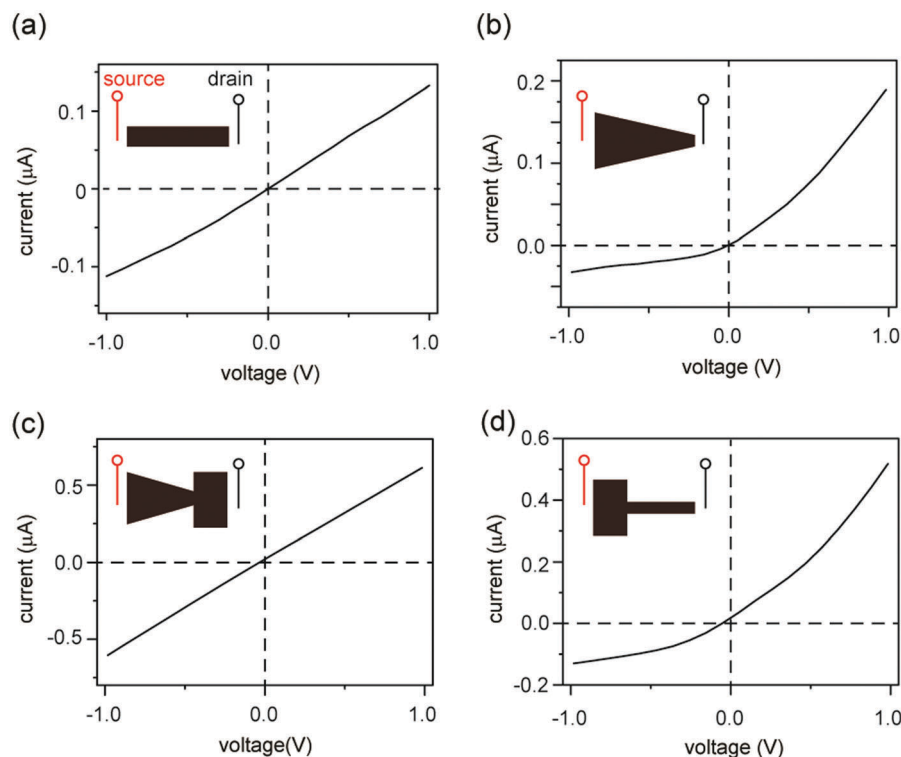 (a)
source
drain
0.1
0
-0.1
current (μA)
-1.0
0.0
1.0
voltage (V)
(b)
0.2
0.1
0.0
current (μA)
-1.0
0.0
1.0
voltage (V)
(c)
0.5
0.0
-0.5
current (μA)
-1.0
0.0
1.0
voltage(V)
(d)
0.6
0.4
0.2
0.0
-0.2
current (μA)
-1.0
0.0
1.0
voltage (V)